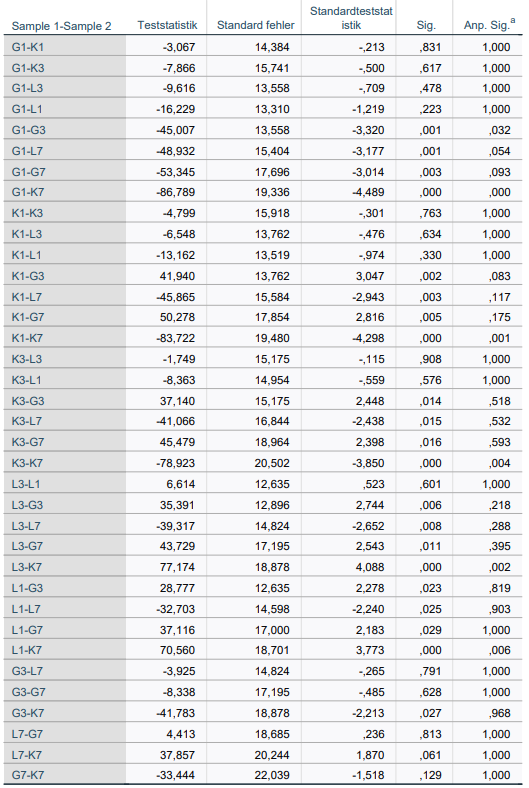 Sample 1-Sample 2 Teststatistik Standard fehler Standardteststat istik Sig. Anp. Sig.a
G1-K1 -3,067 14,384 -,213 ,831 1,000
G1-K3 -7,866 15,741 -,500 ,617 1,000
G1-L3 -9,616 13,558 -,709 ,478 1,000
G1-L1 -16,229 13,310 -1,219 ,223 1,000
G1-G3 -45,007 13,558 -3,320 ,001 ,032
G1-L7 -48,932 15,404 -3,177 ,001 ,054
G1-G7 -53,345 17,696 -3,014 ,003 ,093
G1-K7 -86,789 19,336 -4,489 ,000 ,000
K1-K3 -4,799 15,918 -,301 ,763 1,000
K1-L3 -6,548 13,762 -,476 ,634 1,000
K1-L1 -13,162 13,519 -,974 ,330 1,000
K1-G3 41,940 13,762 3,047 ,002 ,083
K1-L7 -45,865 15,584 -2,943 ,003 ,117
K1-G7 50,278 17,854 2,816 ,005 ,175
K1-K7 -83,722 19,480 -4,298 ,000 ,001
K3-L3 -1,749 15,175 -,115 ,908 1,000
K3-L1 -8,363 14,954 -,559 ,576 1,000
K3-G3 37,140 15,175 2,448 ,014 ,518
K3-L7 -41,066 16,844 -2,438 ,015 ,532
K3-G7 45,479 18,964 2,398 ,016 ,593
K3-K7 -78,923 20,502 -3,850 ,000 ,004
L3-L1 6,614 12,635 ,523 ,601 1,000
L3-G3 35,391 12,896 2,744 ,006 ,218
L3-L7 -39,317 14,824 -2,652 ,008 ,288
L3-G7 43,729 17,195 2,543 ,011 ,395
L3-K7 77,174 18,878 4,088 ,000 ,002
L1-G3 28,777 12,635 2,278 ,023 ,819
L1-L7 -32,703 14,598 -2,240 ,025 ,903
L1-G7 37,116 17,000 2,183 ,029 1,000
L1-K7 70,560 18,701 3,773 ,000 ,006
G3-L7 -3,925 14,824 -,265 ,791 1,000
G3-G7 -8,338 17,195 -,485 ,628 1,000
G3-K7 -41,783 18,878 -2,213 ,027 ,968
L7-G7 4,413 18,685 ,236 ,813 1,000
L7-K7 37,857 20,244 1,870 ,061 1,000
G7-K7 -33,444 22,039 -1,518 ,129 1,000